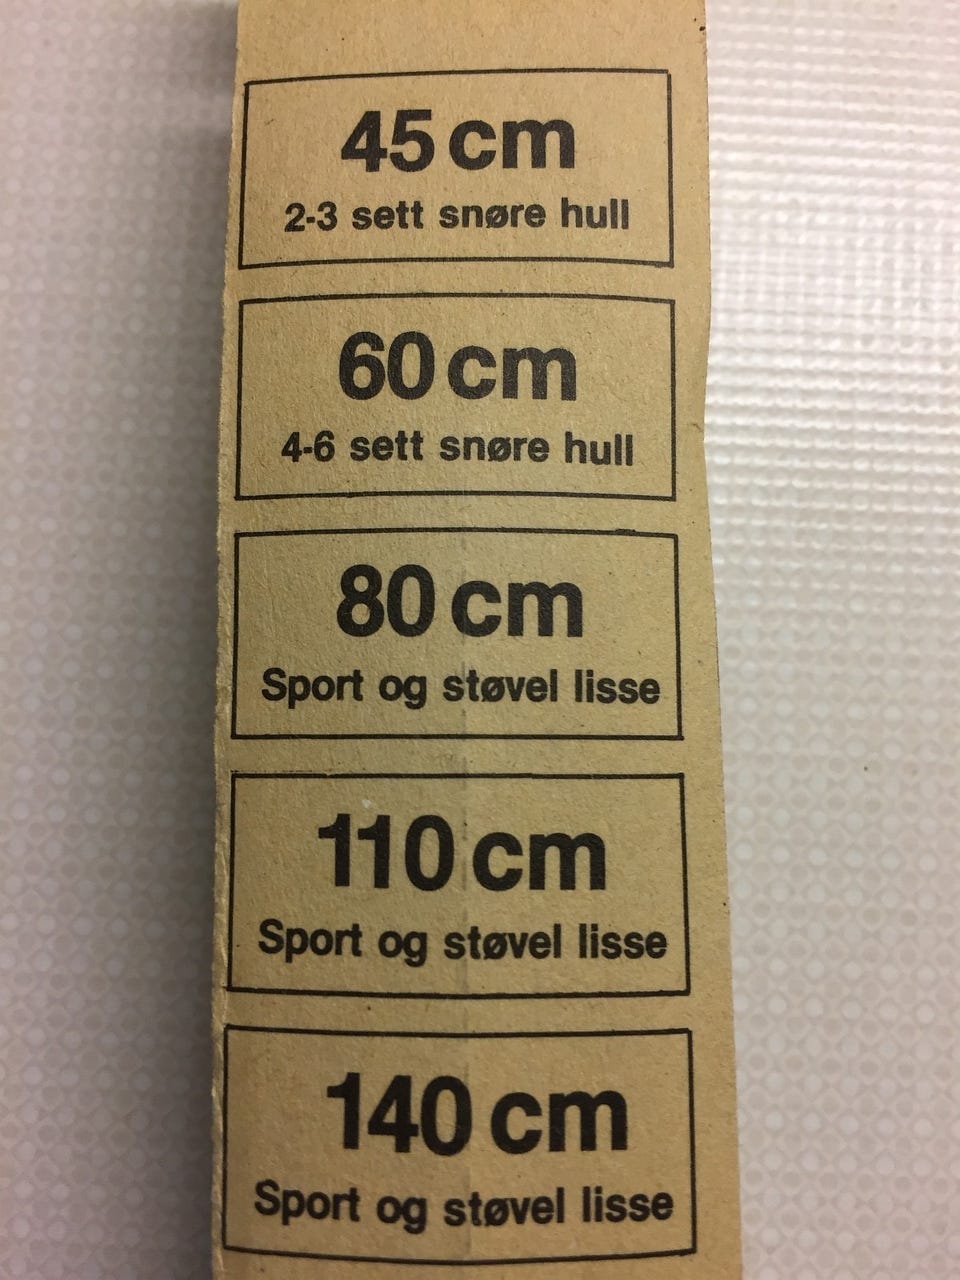 45 cm
2-3 sett snøre hull
60 cm
4-6 sett snøre hull
80 cm
Sport og støvel lisse
110 cm
Sport og støvel lisse
140 cm
Sport og støvel lisse